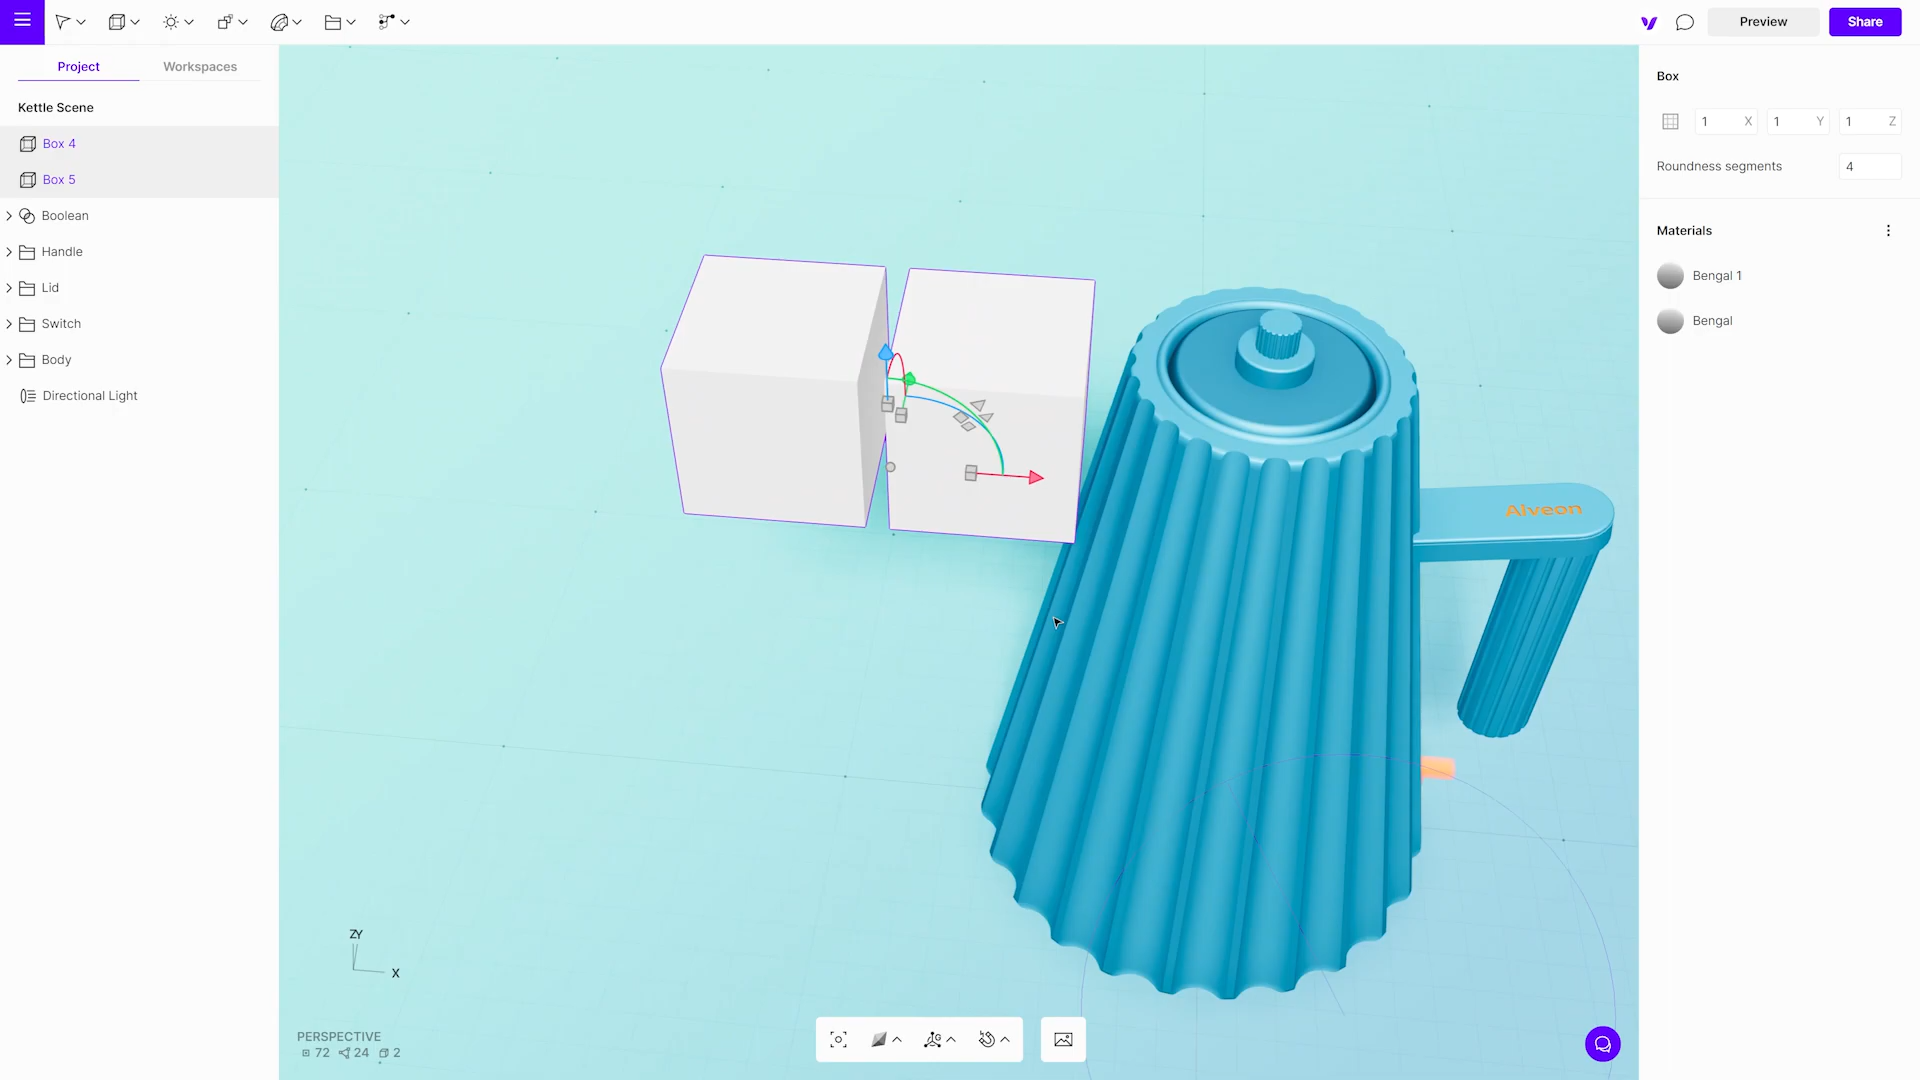 Preview
Share
Project
Workspaces
Kettle Scene
Box 4
Box 5
Boolean
Handle
Lid
Switch
Body
Directional Light
Box
1 X
1 Y
1 Z
Roundness segments
4
Materials
Bengal 1
Bengal
Alveon
ZY
X
PERSPECTIVE
72 24 2